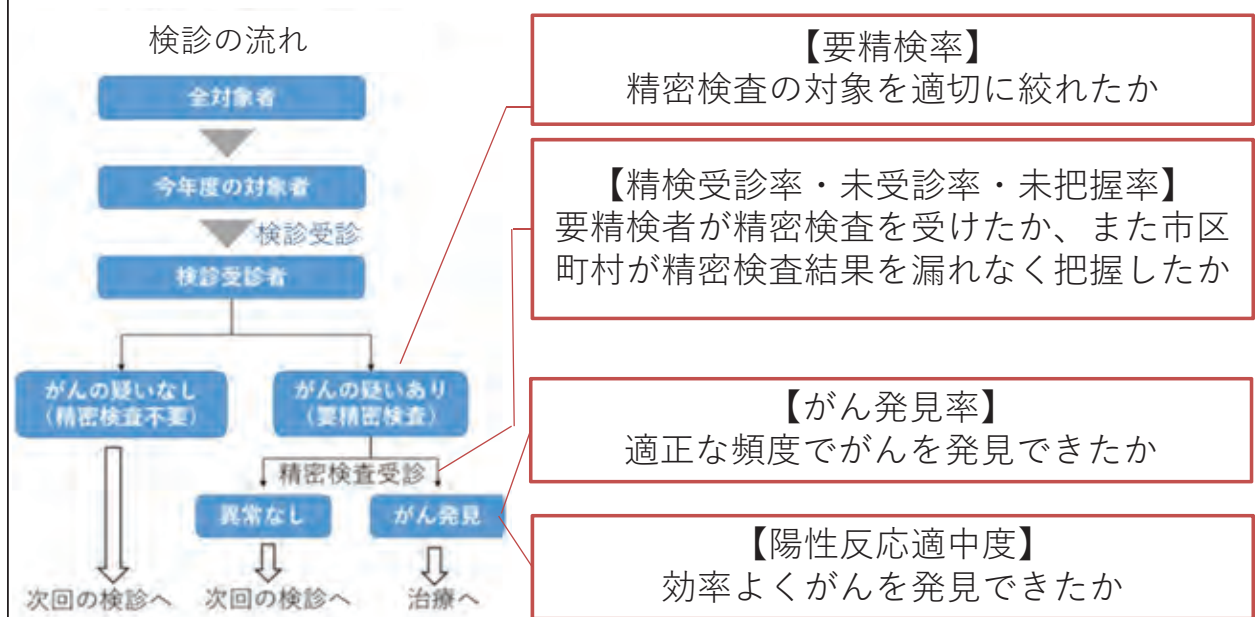 検診の流れ
全対象者
今年度の対象者
検診受診
検診受診者
がんの疑いなし
（精密検査不要）
がんの疑いあり
（要精密検査）
精密検査受診
異常なし
がん発見
次回の検診へ
次回の検診へ
治療へ
【要精検率】
精密検査の対象を適切に絞れたか
【精検受診率・未受診率・未把握率】
要精検者が精密検査を受けたか、また市区
町村が精密検査結果を漏れなく把握したか
【がん発見率】
適正な頻度でがんを発見できたか
【陽性反応適中度】
効率よくがんを発見できたか